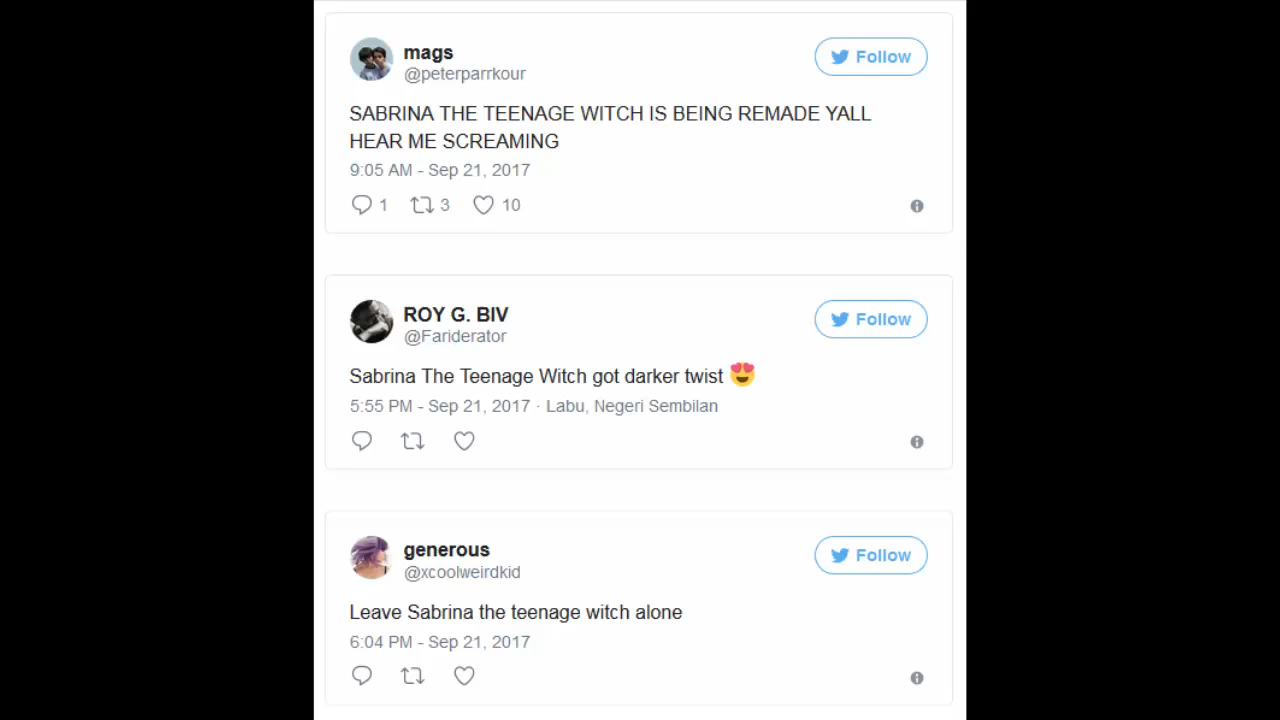 mags
@peterparrkour
Follow
SABRINA THE TEENAGE WITCH IS BEING REMADE YALL
HEAR ME SCREAMING
9:05 AM - Sep 21, 2017
1 3 10
ROY G. BIV
@Fariderator
Follow
Sabrina The Teenage Witch got darker twist 😍
5:55 PM - Sep 21, 2017 · Labu, Negeri Sembilan
generous
@xcoolweirdkid
Follow
Leave Sabrina the teenage witch alone
6:04 PM - Sep 21, 2017